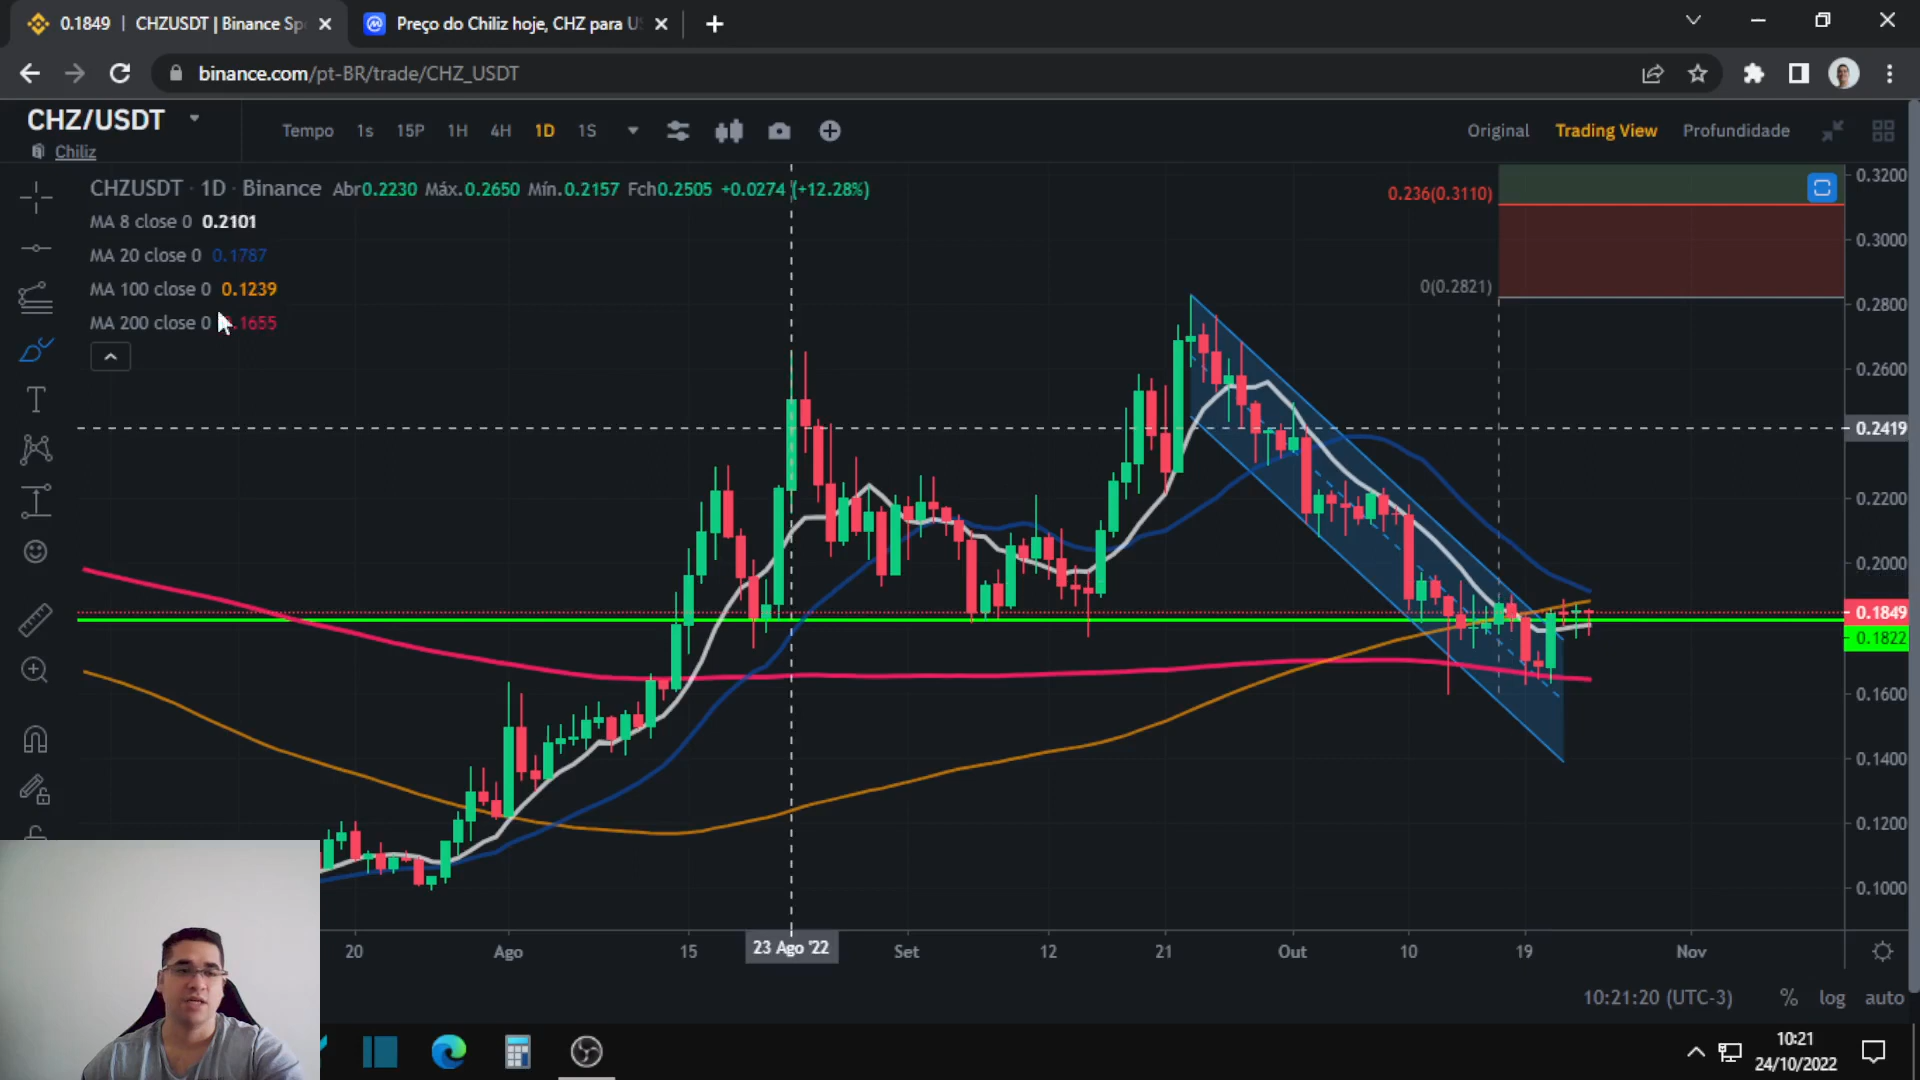 0.1849 | CHZUSDT | Binance Sp
Preço do Chiliz hoje, CHZ para U
binance.com/pt-BR/trade/CHZ_USDT
CHZ/USDT
Chiliz
Tempo 1s 15P 1H 4H 1D 1S
Original Trading View Profundidade
CHZUSDT · 1D · Binance Abr0.2230 Máx.0.2650 Mín.0.2157 Fch0.2505 +0.0274 (+12.28%)
MA 8 close 0 0.2101
MA 20 close 0 0.1787
MA 100 close 0 0.1239
MA 200 close 0 .1655
0.236(0.3110)
0(0.2821)
0.3200
0.3000
0.2800
0.2600
0.2419
0.2200
0.2000
0.1849
0.1822
0.1600
0.1400
0.1200
0.1000
20 Ago 15 23 Ago '22 Set 12 21 Out 10 19 Nov
10:21:20 (UTC-3) % log auto
10:21
24/10/2022